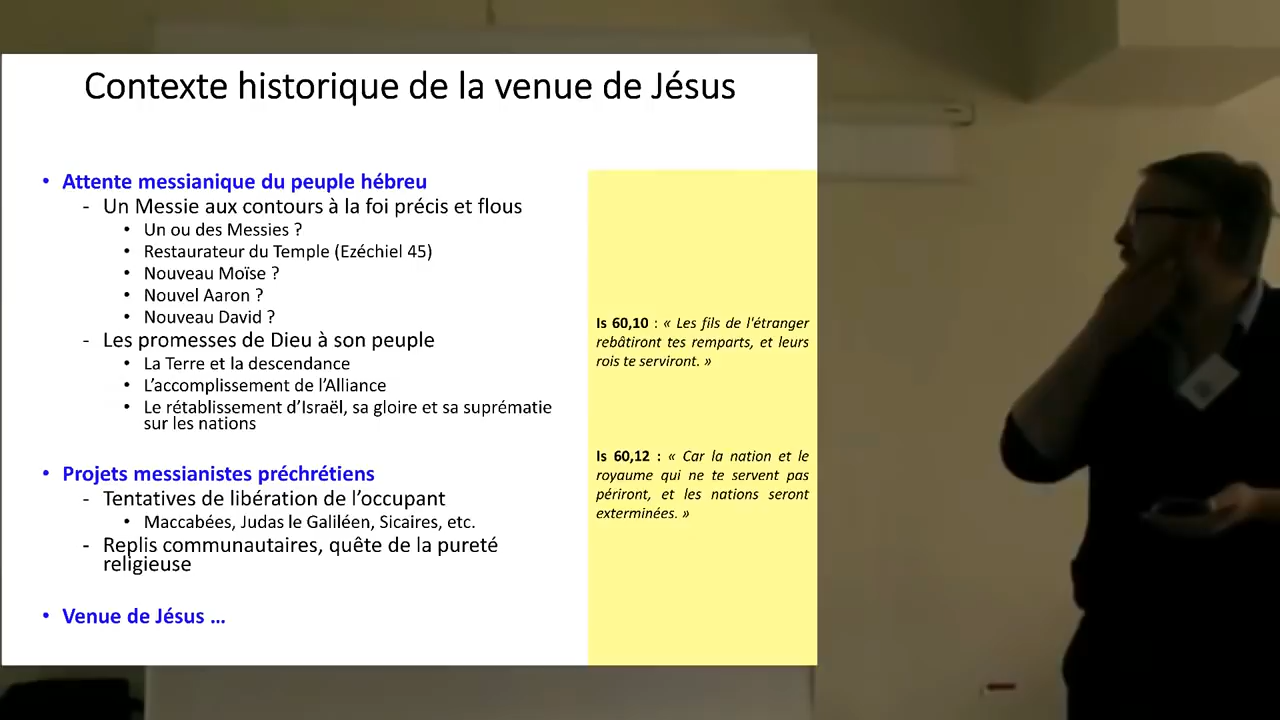 Contexte historique de la venue de Jésus
• Attente messianique du peuple hébreu
- Un Messie aux contours à la foi précis et flous
• Un ou des Messies ?
• Restaurateur du Temple (Ezéchiel 45)
• Nouveau Moïse ?
• Nouvel Aaron ?
• Nouveau David ?
- Les promesses de Dieu à son peuple
• La Terre et la descendance
• L’accomplissement de l’Alliance
• Le rétablissement d’Israël, sa gloire et sa suprématie
sur les nations
• Projets messianistes préchrétiens
- Tentatives de libération de l’occupant
• Maccabées, Judas le Galiléen, Sicaires, etc.
- Replis communautaires, quête de la pureté
religieuse
• Venue de Jésus …
Is 60,10 : « Les fils de l'étranger
rebâtiront tes remparts, et leurs
rois te serviront. »
Is 60,12 : « Car la nation et le
royaume qui ne te servent pas
périront, et les nations seront
exterminées. »